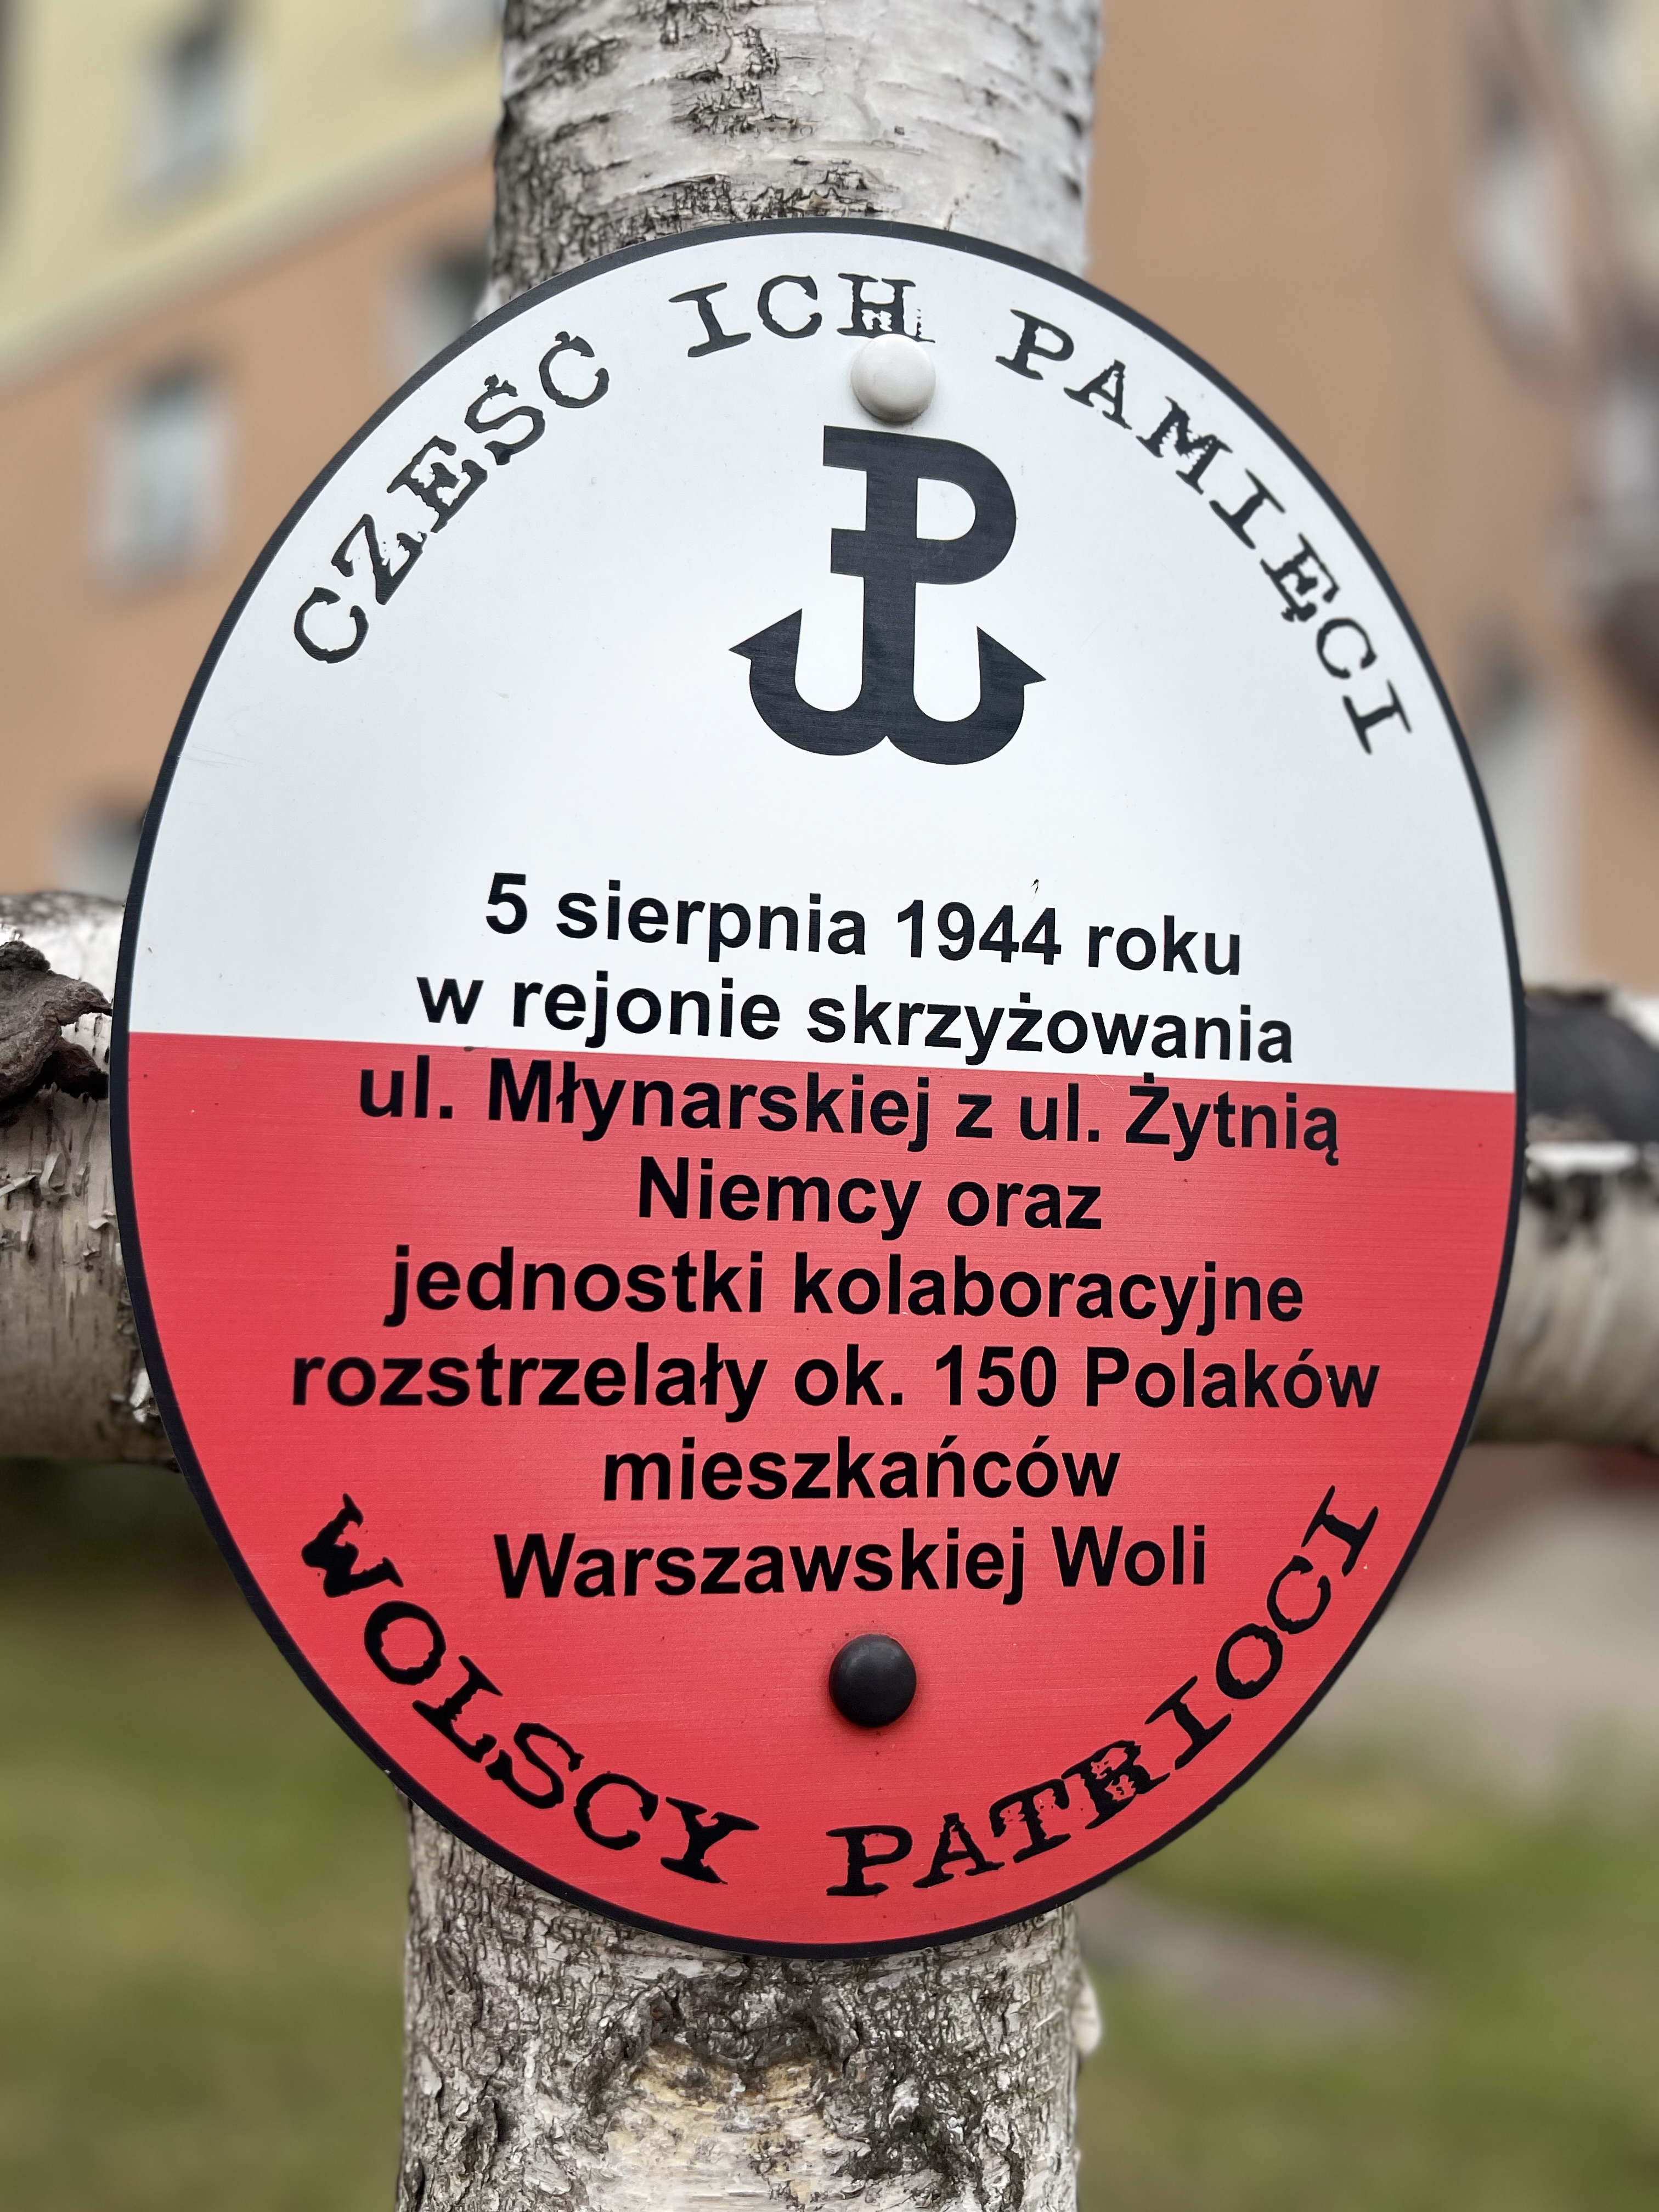 CZEŚĆ ICH PAMIĘCI
5 sierpnia 1944 roku
w rejonie skrzyżowania
ul. Młynarskiej z ul. Żytnią
Niemcy oraz
jednostki kolaboracyjne
rozstrzelały ok. 150 Polaków
mieszkańców
Warszawskiej Woli
WOLSCY PATRIOCI